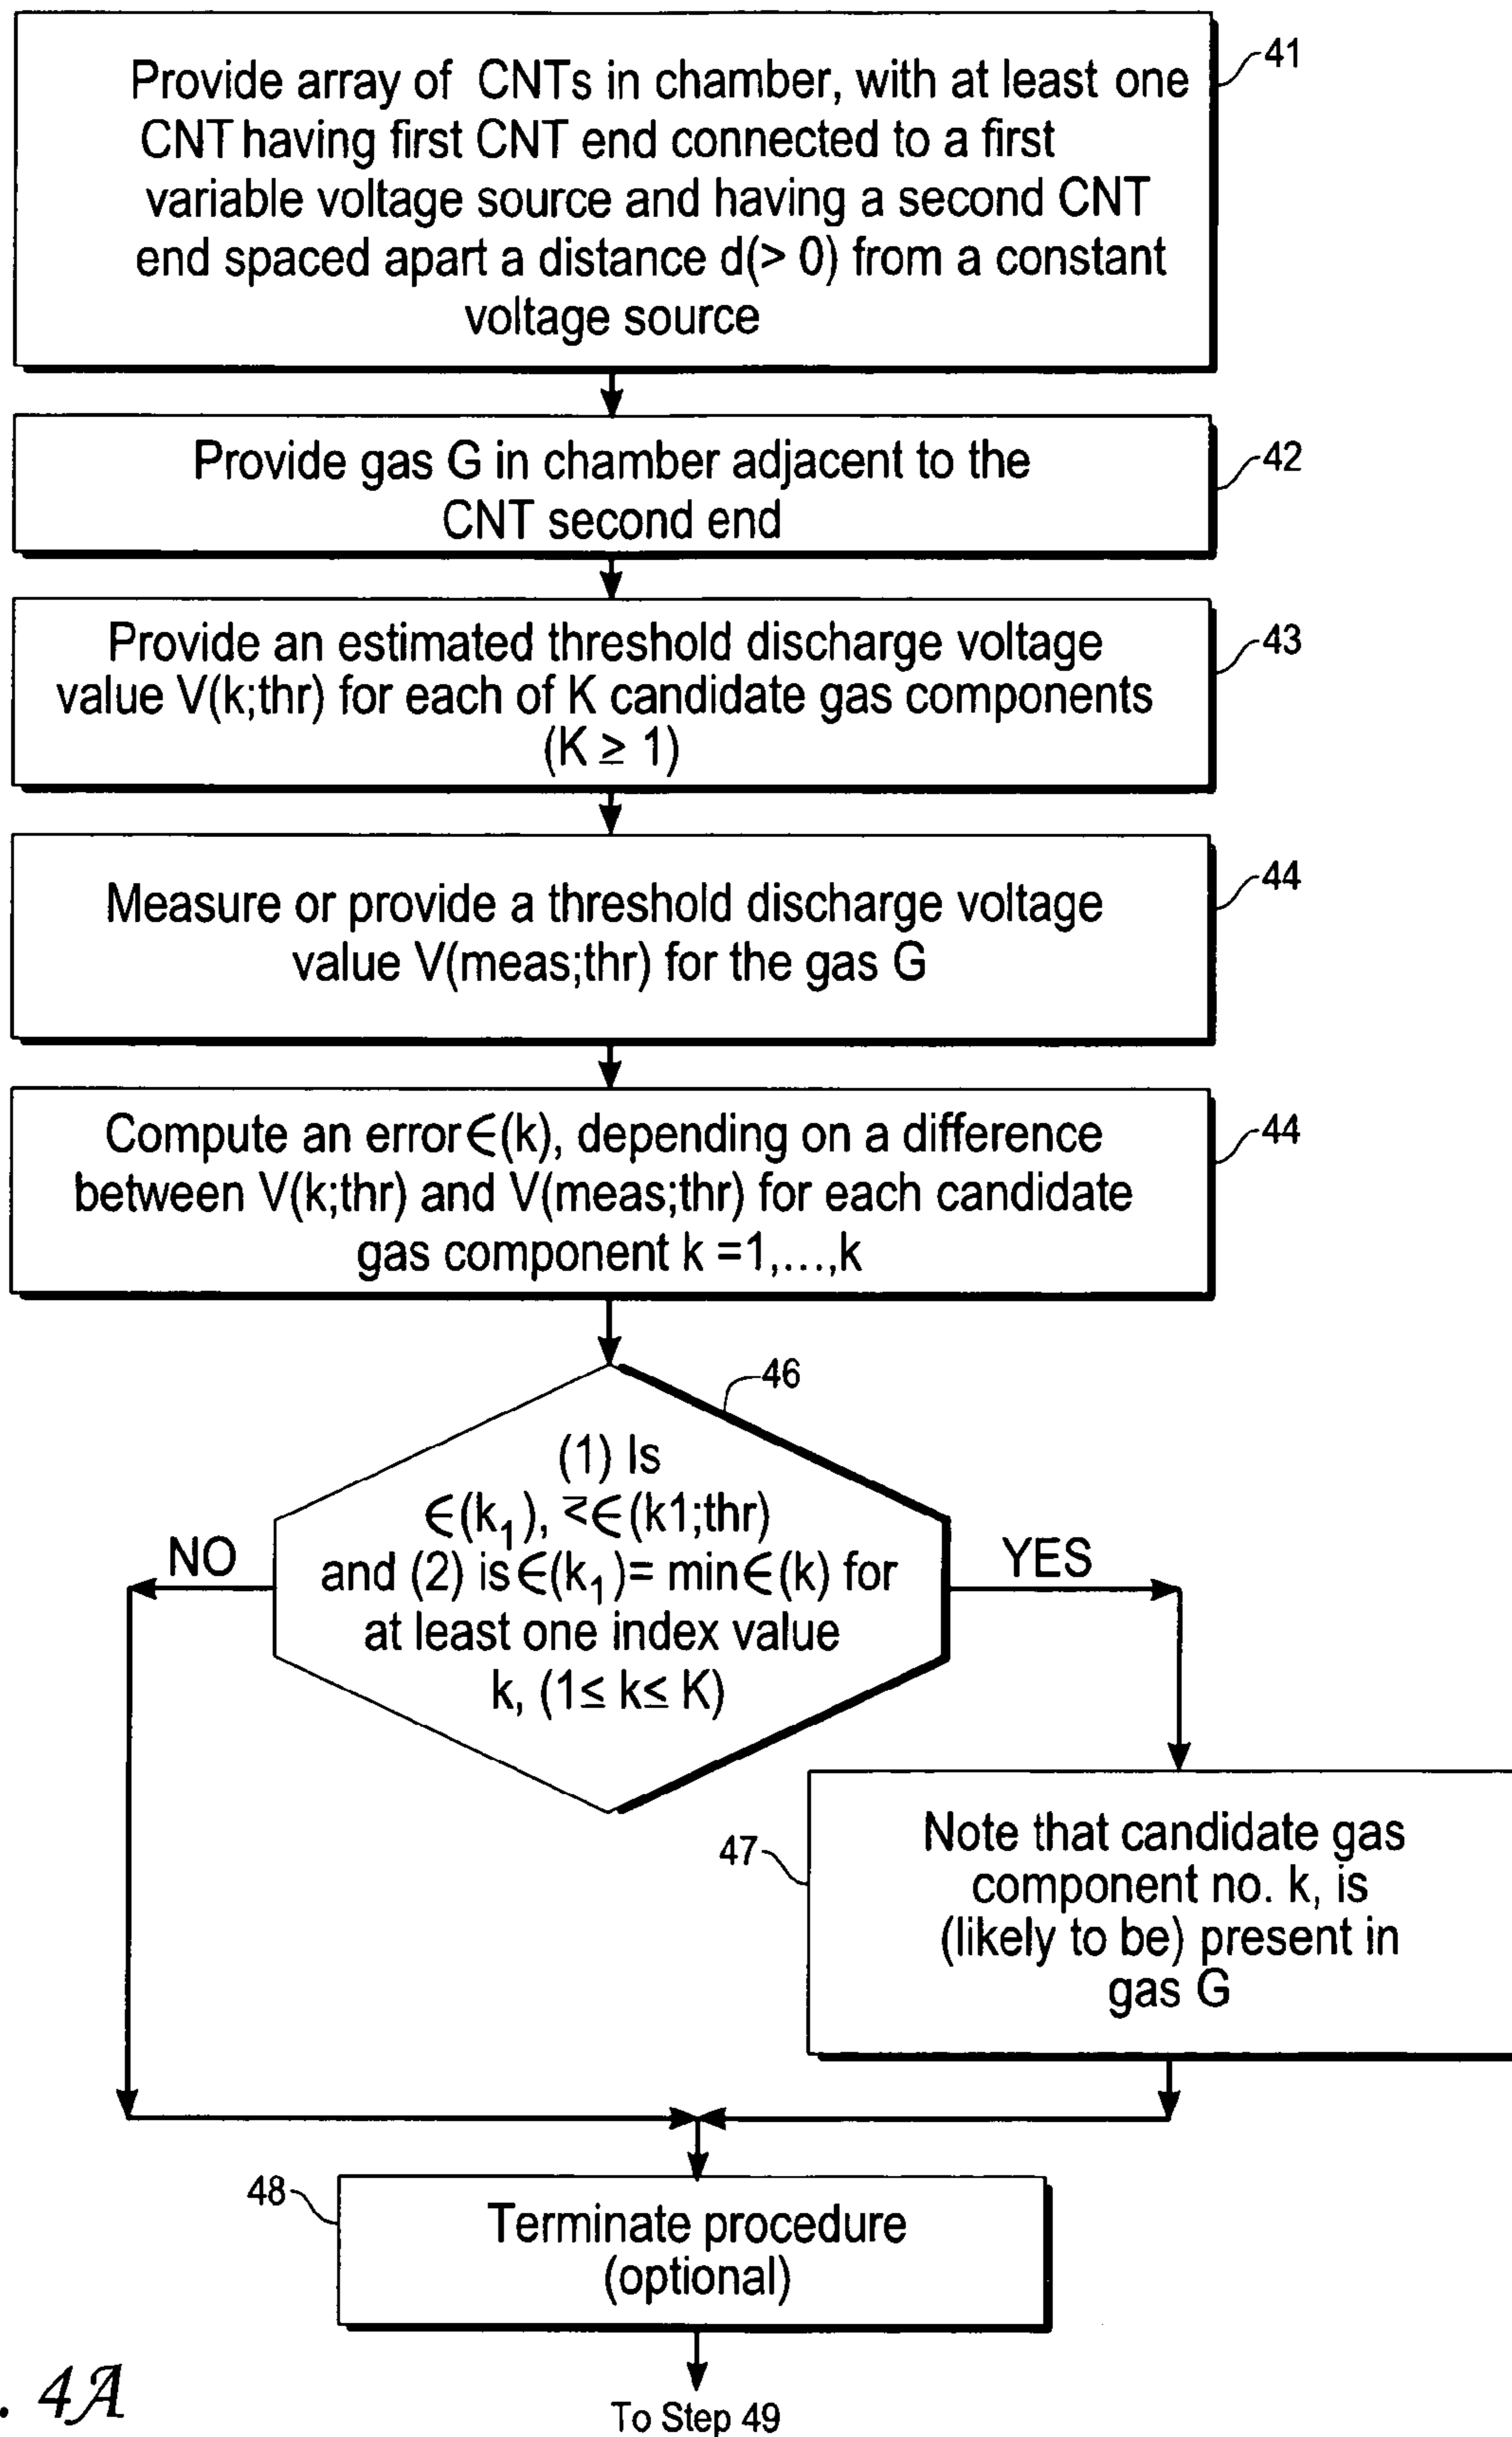 Provide array of CNTs in chamber, with at least one
CNT having first CNT end connected to a first
variable voltage source and having a second CNT
end spaced apart a distance d(> 0) from a constant
voltage source
41
Provide gas G in chamber adjacent to the
CNT second end
42
Provide an estimated threshold discharge voltage
value V(k;thr) for each of K candidate gas components
(K ≥ 1)
43
Measure or provide a threshold discharge voltage
value V(meas;thr) for the gas G
44
Compute an error∈(k), depending on a difference
between V(k;thr) and V(meas;thr) for each candidate
gas component k =1,...,k
44
46
(1) Is
∈(k₁), ⋜∈(k1;thr)
and (2) is∈(k₁)= min∈(k) for
at least one index value
k, (1≤ k≤ K)
NO
YES
47
Note that candidate gas
component no. k, is
(likely to be) present in
gas G
48
Terminate procedure
(optional)
To Step 49
. 4A